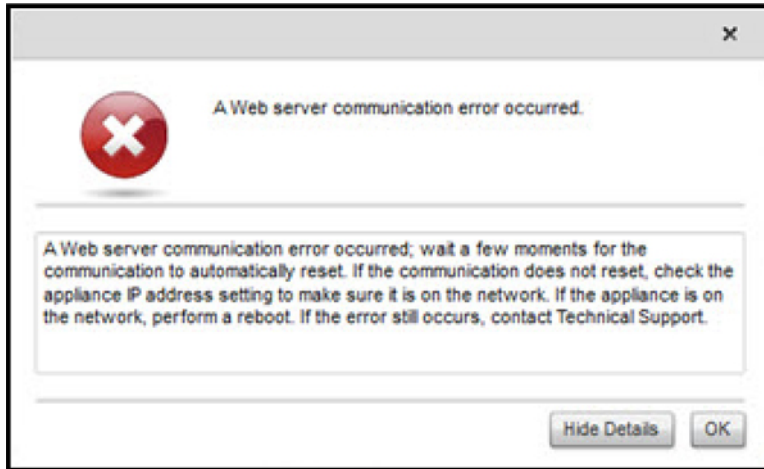 A Web server communication error occurred.
A Web server communication error occurred; wait a few moments for the
communication to automatically reset. If the communication does not reset, check the
appliance IP address setting to make sure it is on the network. If the appliance is on
the network, perform a reboot. If the error still occurs, contact Technical Support.
Hide Details OK